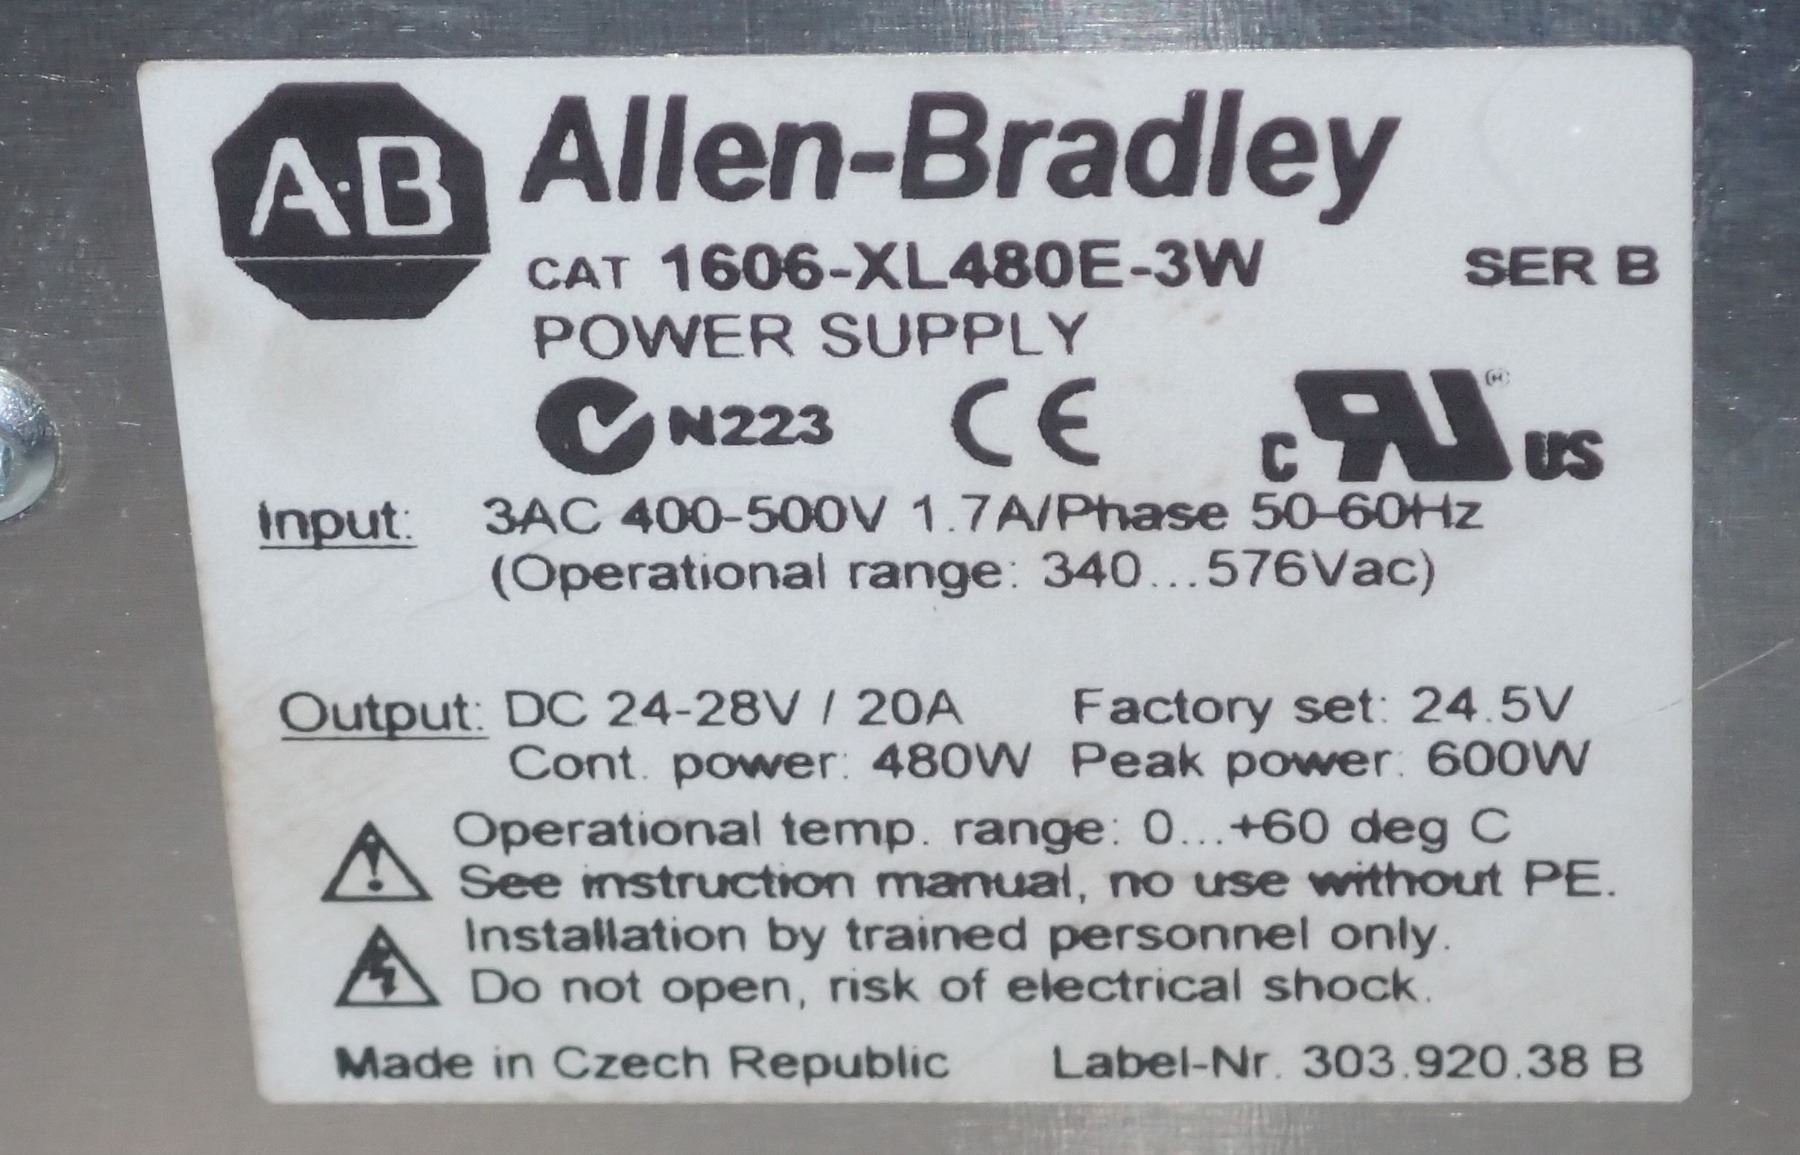 A·B Allen-Bradley
CAT 1606-XL480E-3W SER B
POWER SUPPLY
N223 CE C RU ® US
Input: 3AC 400-500V 1.7A/Phase 50-60Hz
(Operational range: 340...576Vac)
Output: DC 24-28V / 20A Factory set: 24.5V
Cont. power: 480W Peak power: 600W
Operational temp. range: 0...+60 deg C
See instruction manual, no use without PE.
Installation by trained personnel only.
Do not open, risk of electrical shock.
Made in Czech Republic Label-Nr. 303.920.38 B